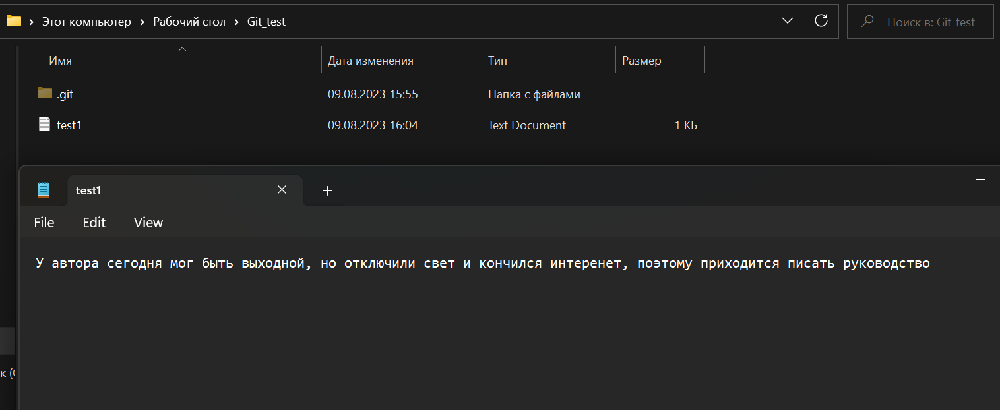 Этот компьютер > Рабочий стол > Git_test
Поиск в: Git_test
Имя Дата изменения Тип Размер
.git 09.08.2023 15:55 Папка с файлами
test1 09.08.2023 16:04 Text Document 1 КБ
test1
File Edit View
У автора сегодня мог быть выходной, но отключили свет и кончился интеренет, поэтому приходится писать руководство